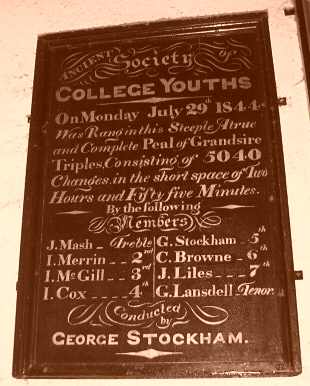 ANCIENT Society OF
COLLEGE YOUTHS
On Monday July 29th 1844.
Was Rang in this Steeple A true
and Complete Peal of Grandsire
Triples, Consisting of 5040
Changes, in the short space of Two
Hours and Fifty five Minutes.
By the following
Members
J. Mash _ Treble G. Stockham _ 5th
I. Merrin _ _ 2nd C. Browne _ 6th
I. McGill _ _ 3rd J. Liles _ _ _ 7th
I. Cox _ _ _ 4th G. Lansdell Tenor.
Conducted
by
GEORGE STOCKHAM.